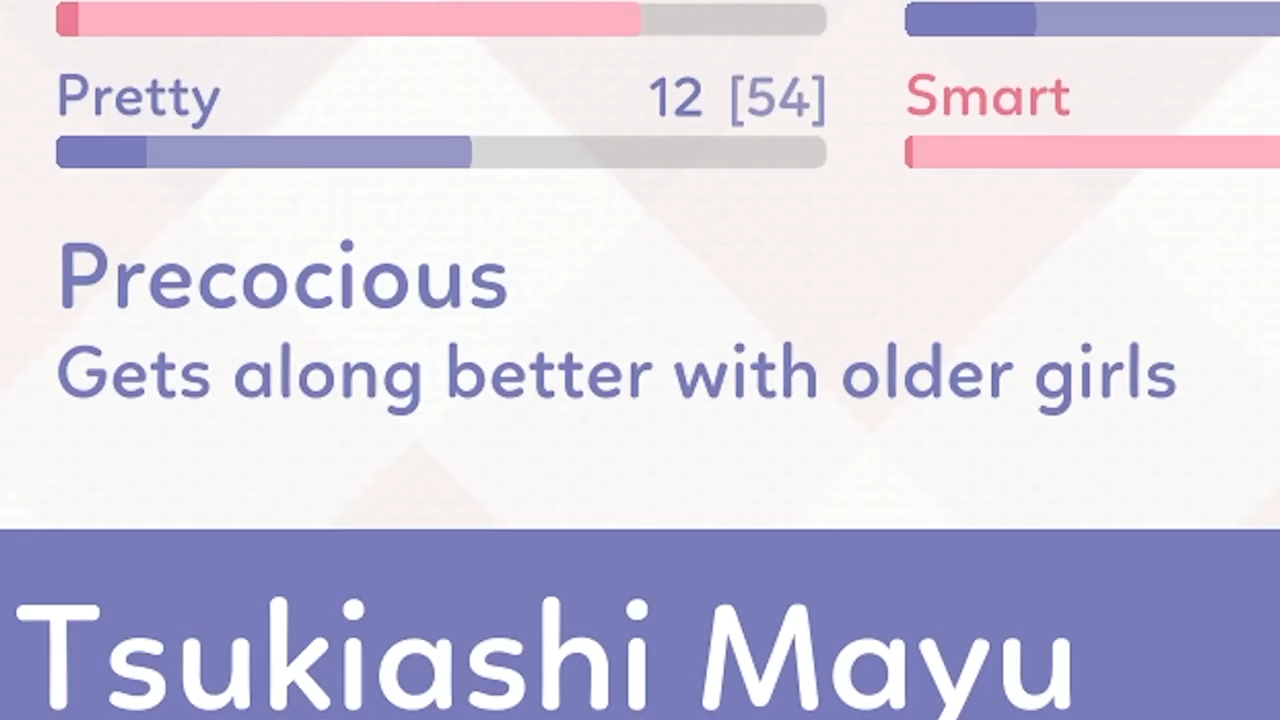 Pretty 12 [54] Smart
Precocious
Gets along better with older girls
Tsukiashi Mayu